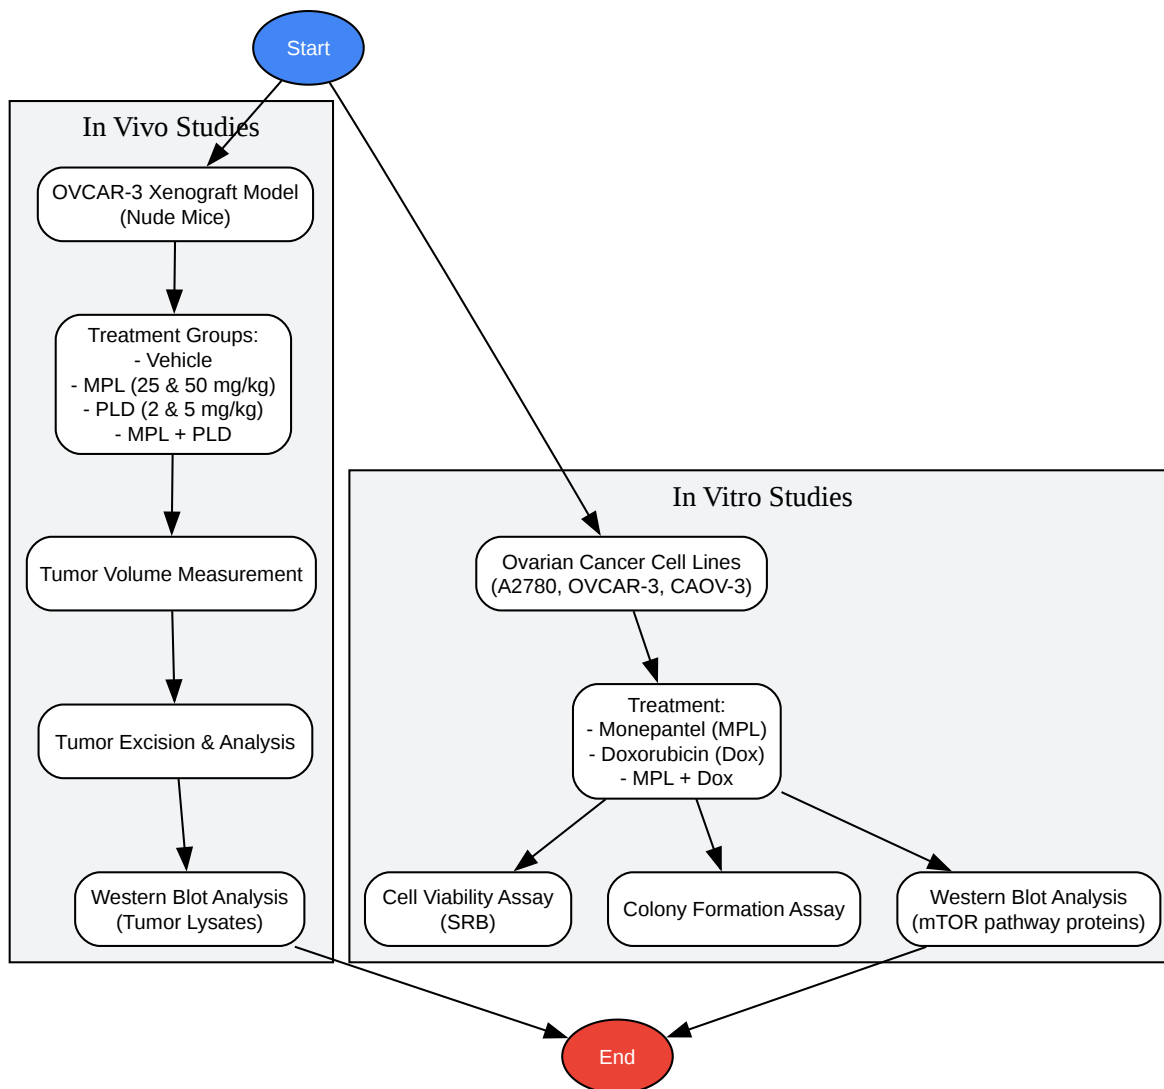 Start
In Vivo Studies
OVCAR-3 Xenograft Model
(Nude Mice)
Treatment Groups:
- Vehicle
- MPL (25 & 50 mg/kg)
- PLD (2 & 5 mg/kg)
- MPL + PLD
Tumor Volume Measurement
Tumor Excision & Analysis
Western Blot Analysis
(Tumor Lysates)
In Vitro Studies
Ovarian Cancer Cell Lines
(A2780, OVCAR-3, CAOV-3)
Treatment:
- Monepantel (MPL)
- Doxorubicin (Dox)
- MPL + Dox
Cell Viability Assay
(SRB)
Colony Formation Assay
Western Blot Analysis
(mTOR pathway proteins)
End